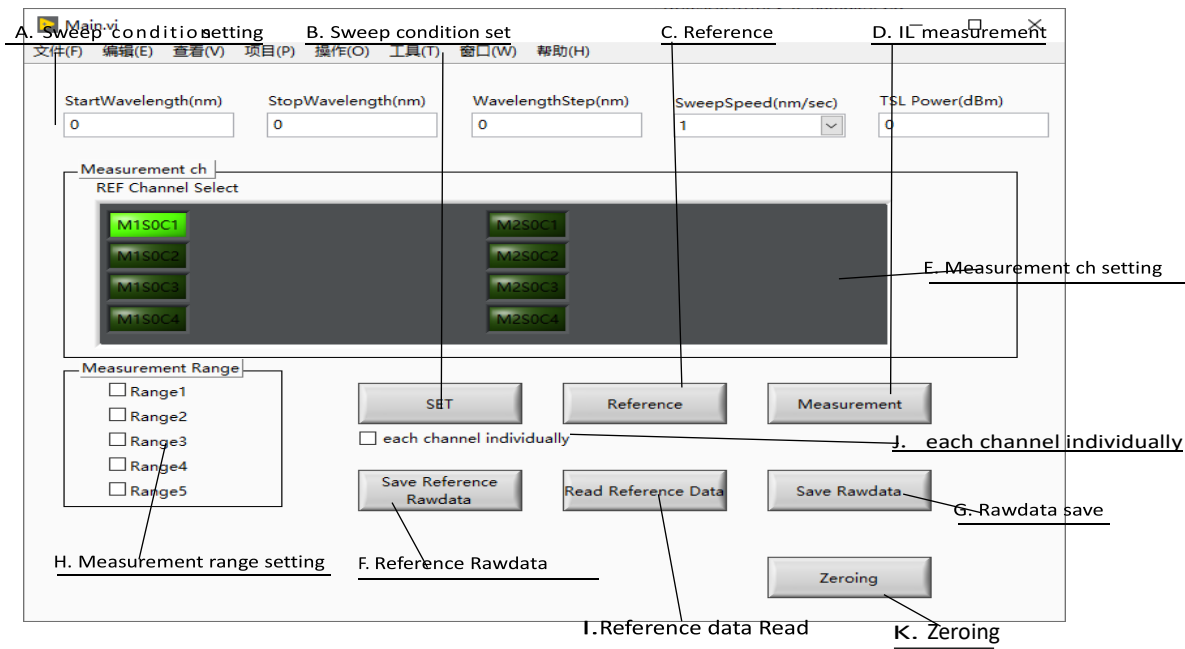 Main.vi
A. Sweep condition setting
B. Sweep condition set
C. Reference
D. IL measurement
文件(F) 编辑(E) 查看(V) 项目(P) 操作(O) 工具(T) 窗口(W) 帮助(H)
StartWavelength(nm) StopWavelength(nm) WavelengthStep(nm) SweepSpeed(nm/sec) TSL Power(dBm)
0 0 0 1 0
Measurement ch
REF Channel Select
M1S0C1 M2S0C1
M1S0C2 M2S0C2
M1S0C3 M2S0C3
M1S0C4 M2S0C4
E. Measurement ch setting
Measurement Range
Range1
Range2
Range3
Range4
Range5
SET Reference Measurement
each channel individually
J. each channel individually
Save Reference
Rawdata
Read Reference Data
Save Rawdata
G. Rawdata save
H. Measurement range setting
F. Reference Rawdata
Zeroing
I.Reference data Read
K. Zeroing